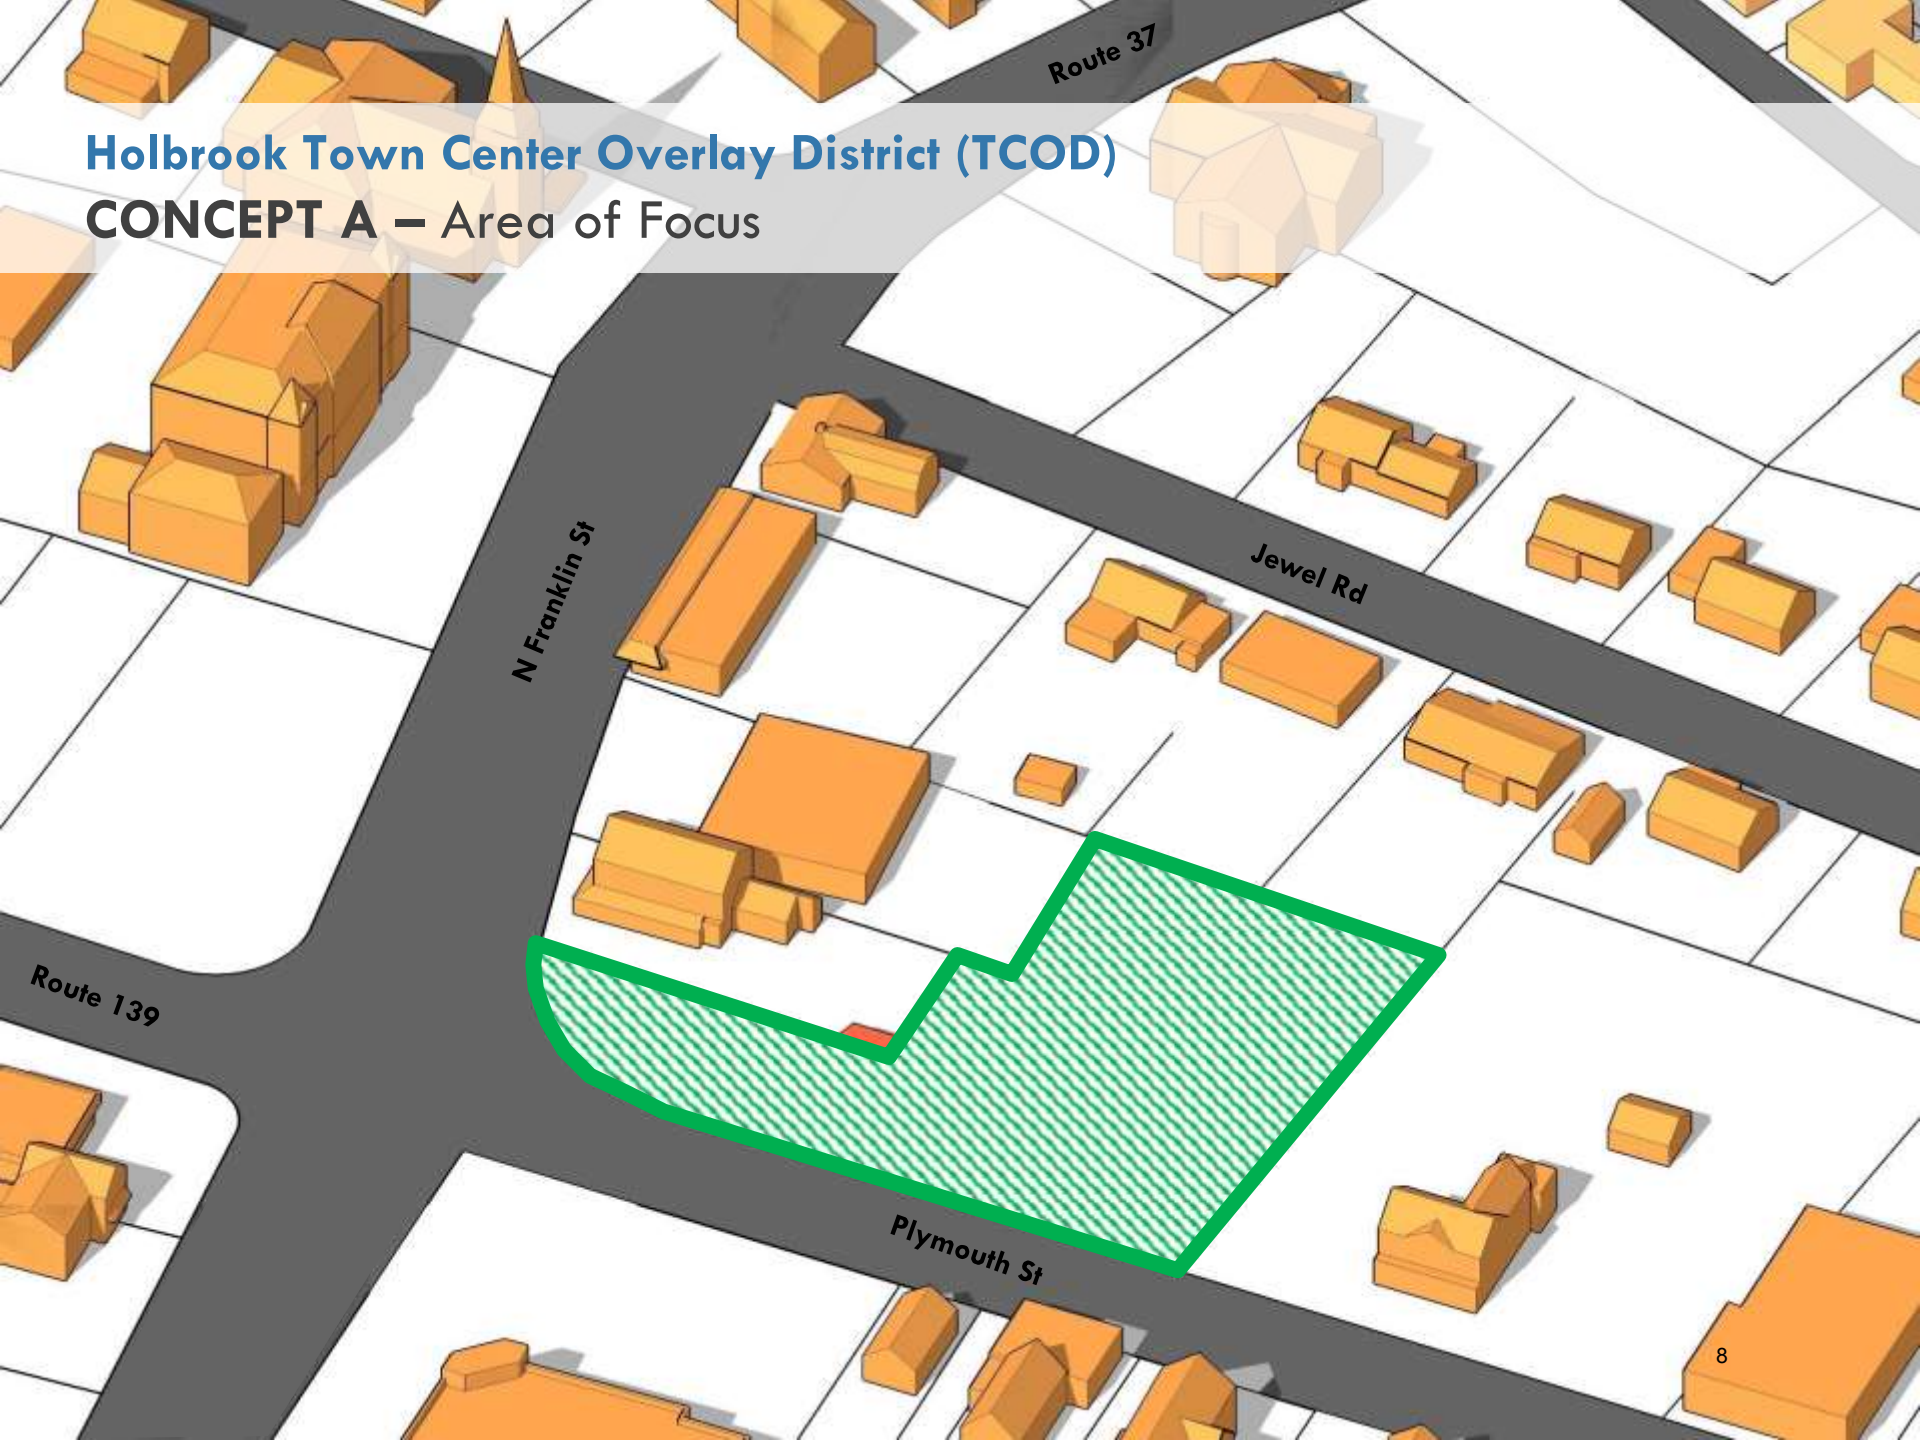 Route 37
Holbrook Town Center Overlay District (TCOD)
CONCEPT A – Area of Focus
N Franklin St
Jewel Rd
Route 139
Plymouth St
8